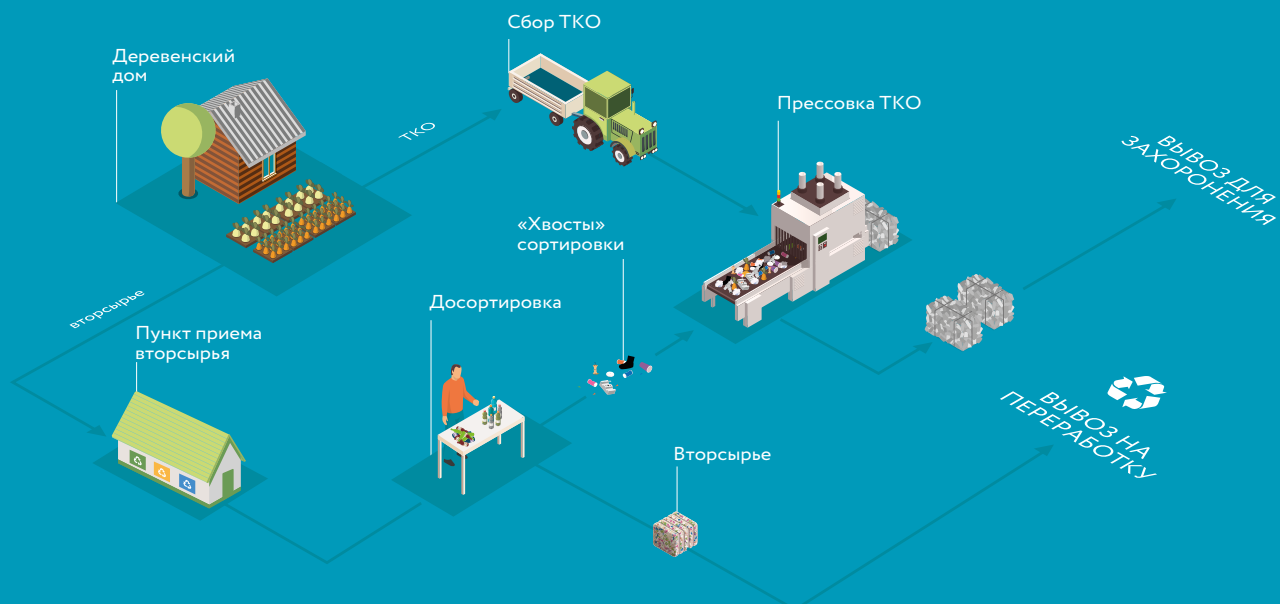 Сбор ТКО
Деревенский
дом
ТКО
Прессовка ТКО
ВЫВОЗ ДЛЯ
ЗАХОРОНЕНИЯ
«Хвосты»
сортировки
вторсырье
Досортировка
Пункт приема
вторсырья
ВЫВОЗ НА
ПЕРЕРАБОТКУ
Вторсырье